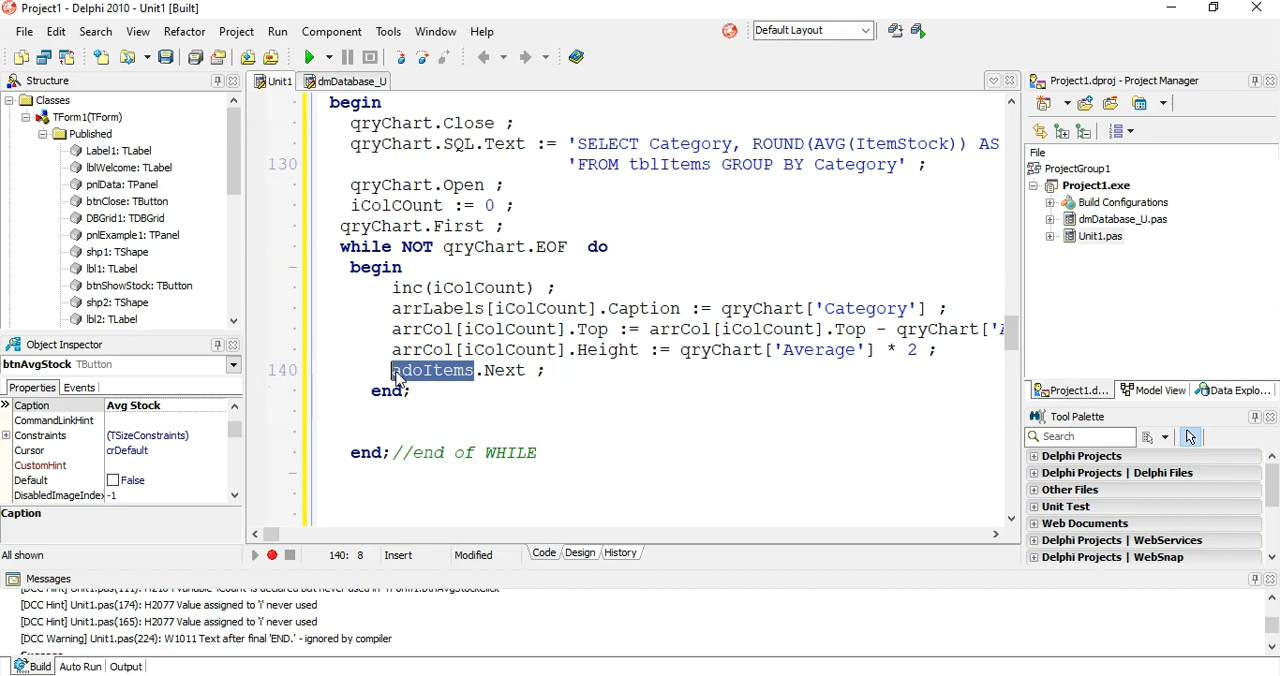 Project1 - Delphi 2010 - Unit1 [Built]
File Edit Search View Refactor Project Run Component Tools Window Help
Default Layout
Structure
Classes
TForm1(TForm)
Published
Label1: TLabel
lblWelcome: TLabel
pnlData: TPanel
btnClose: TButton
DBGrid1: TDBGrid
pnlExample1: TPanel
shp1: TShape
lbl1: TLabel
btnShowStock: TButton
shp2: TShape
lbl2: TLabel
Object Inspector
btnAvgStock TButton
Properties Events
Caption Avg Stock
CommandLinkHint
Constraints (TSizeConstraints)
Cursor crDefault
CustomHint
Default False
DisabledImageIndex -1
Caption
All shown
Unit1 dmDatabase_U
begin
qryChart.Close ;
qryChart.SQL.Text := 'SELECT Category, ROUND(AVG(ItemStock)) AS
130 'FROM tblItems GROUP BY Category' ;
qryChart.Open ;
iColCOunt := 0 ;
qryChart.First ;
while NOT qryChart.EOF do
begin
inc(iColCount) ;
arrLabels[iColCount].Caption := qryChart['Category'] ;
arrCol[iColCount].Top := arrCol[iColCount].Top - qryChart['
arrCol[iColCount].Height := qryChart['Average'] * 2 ;
140 adoItems.Next ;
end;
end;//end of WHILE
140: 8 Insert Modified Code Design History
Project1.dproj - Project Manager
File
ProjectGroup1
Project1.exe
Build Configurations
dmDatabase_U.pas
Unit1.pas
Project1.d... Model View Data Explo...
Tool Palette
Search
Delphi Projects
Delphi Projects | Delphi Files
Other Files
Unit Test
Web Documents
Delphi Projects | WebServices
Delphi Projects | WebSnap
Messages
[DCC Hint] Unit1.pas(174): H2077 Value assigned to 'i' never used
[DCC Hint] Unit1.pas(165): H2077 Value assigned to 'i' never used
[DCC Warning] Unit1.pas(224): W1011 Text after final 'END.' - ignored by compiler
Build Auto Run Output